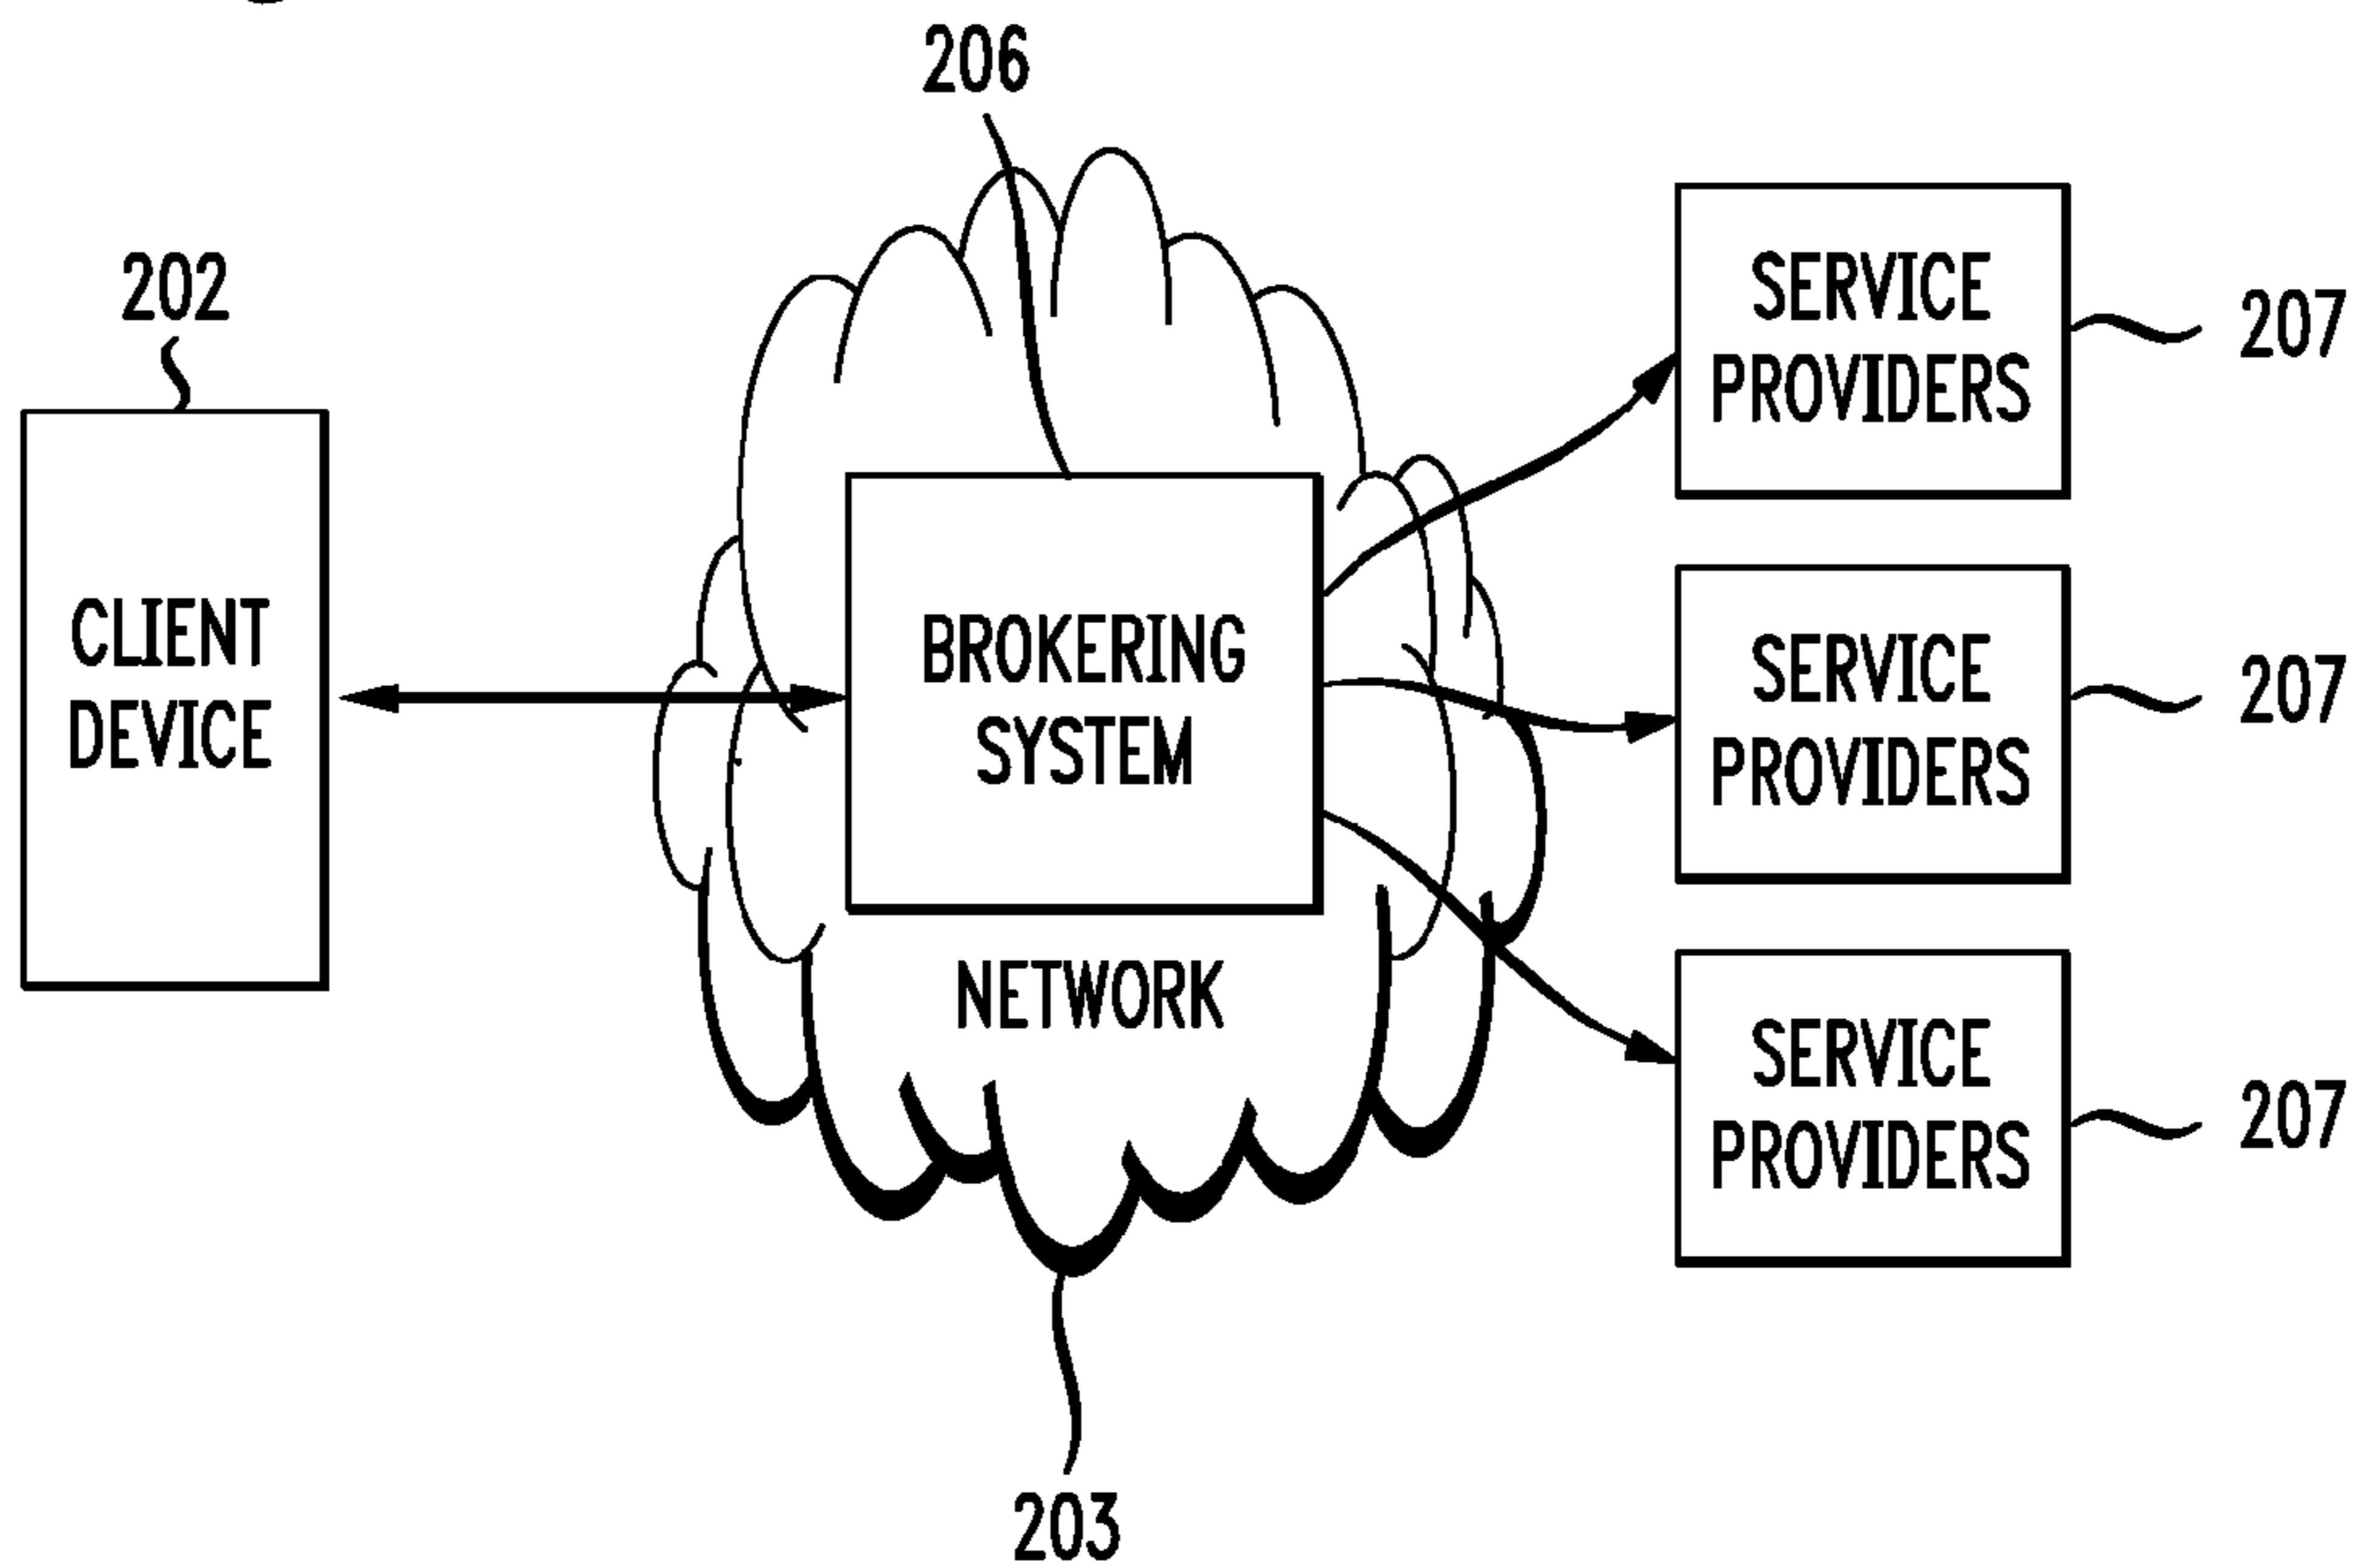 206
202
CLIENT
DEVICE
BROKERING
SYSTEM
NETWORK
203
SERVICE
PROVIDERS
207
SERVICE
PROVIDERS
207
SERVICE
PROVIDERS
207